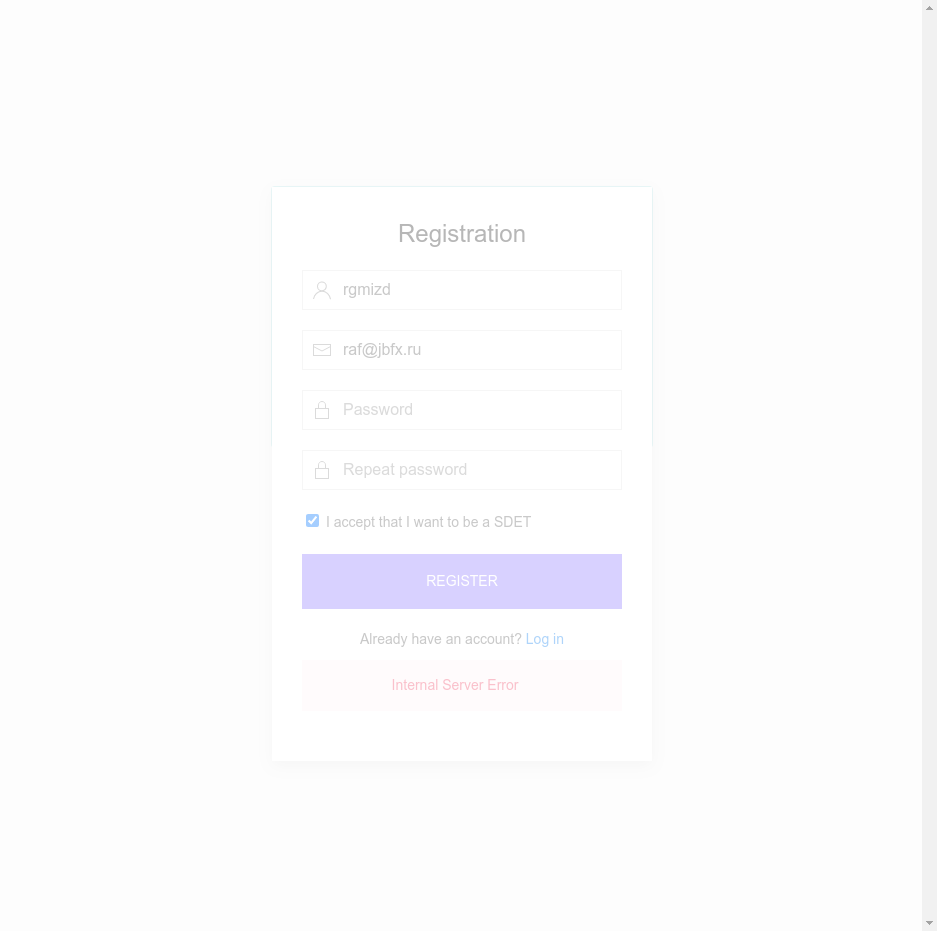 Registration
rgmizd
raf@jbfx.ru
Password
Repeat password
I accept that I want to be a SDET
REGISTER
Already have an account? Log in
Internal Server Error